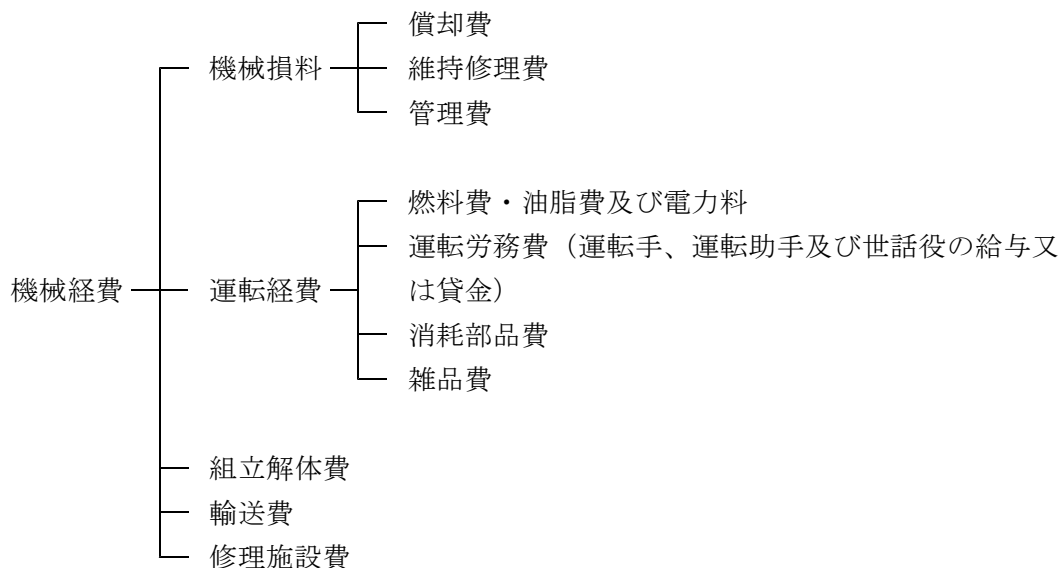 償却費
機械損料
維持修理費
管理費
燃料費・油脂費及び電力料
運転労務費（運転手、運転助手及び世話役の給与又
機械経費
運転経費
は貸金）
消耗部品費
雑品費
組立解体費
輸送費
修理施設費